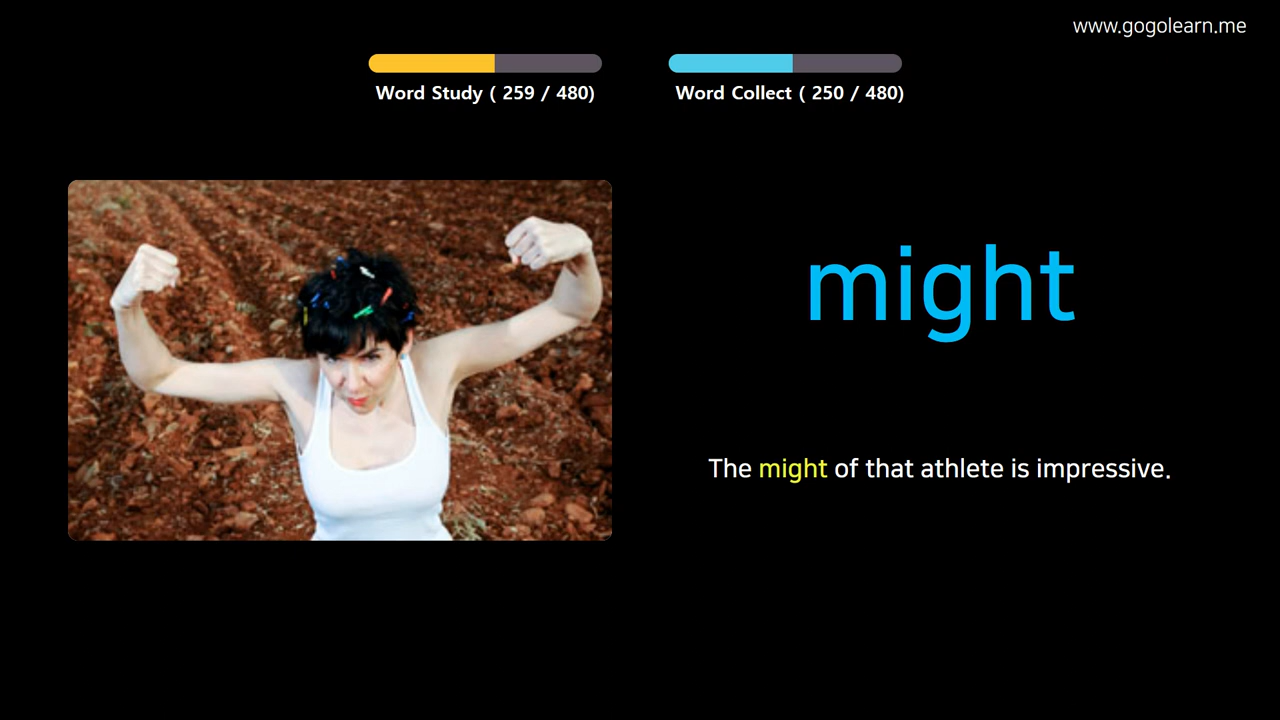 www.gogolearn.me
Word Study ( 259 / 480)
Word Collect ( 250 / 480)
might
The might of that athlete is impressive.